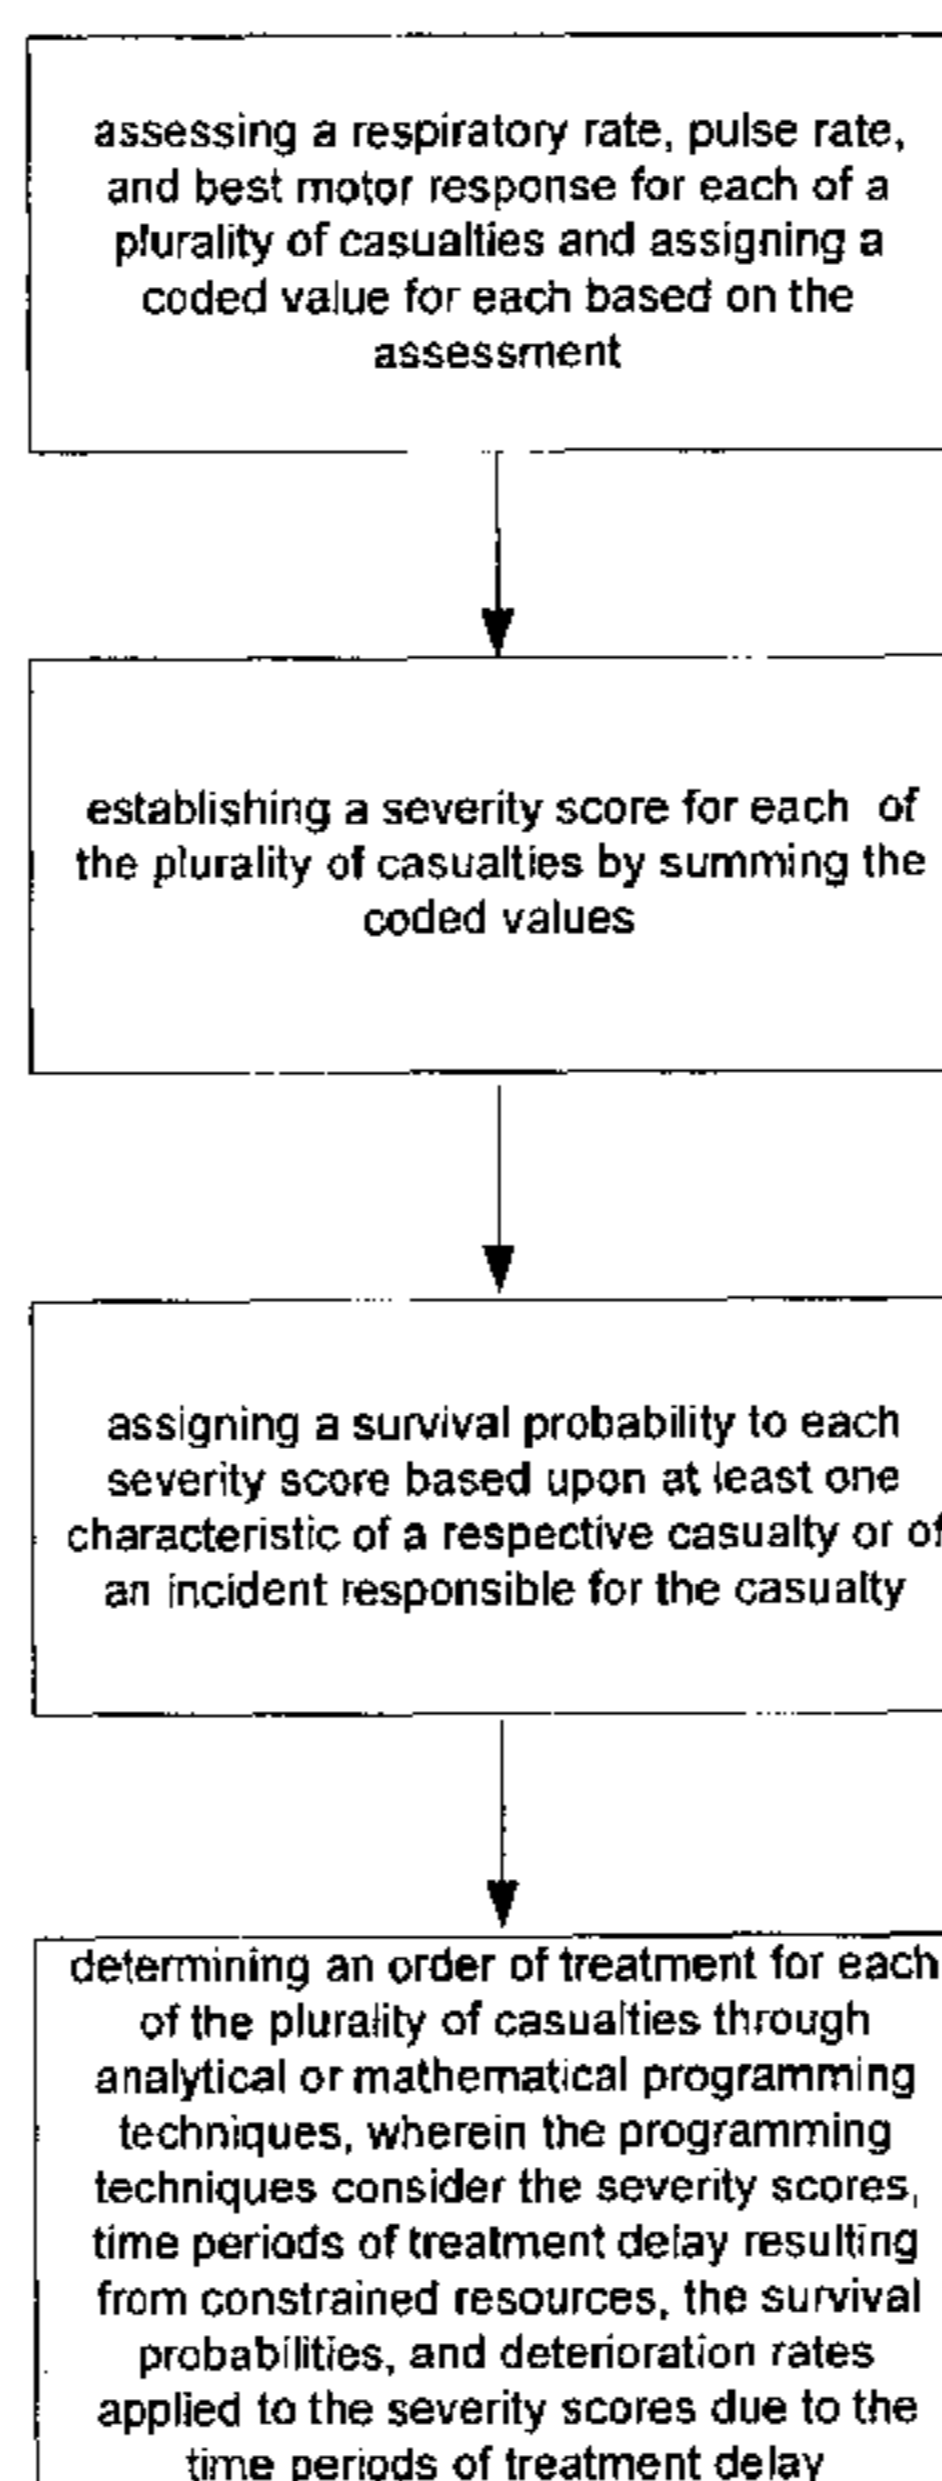 assessing a respiratory rate, pulse rate,
and best motor response for each of a
plurality of casualties and assigning a
coded value for each based on the
assessment
establishing a severity score for each of
the plurality of casualties by summing the
coded values
assigning a survival probability to each
severity score based upon at least one
characteristic of a respective casualty or of
an incident responsible for the casualty
determining an order of treatment for each
of the plurality of casualties through
analytical or mathematical programming
techniques, wherein the programming
techniques consider the severity scores,
time periods of treatment delay resulting
from constrained resources, the survival
probabilities, and deterioration rates
applied to the severity scores due to the
time periods of treatment delay